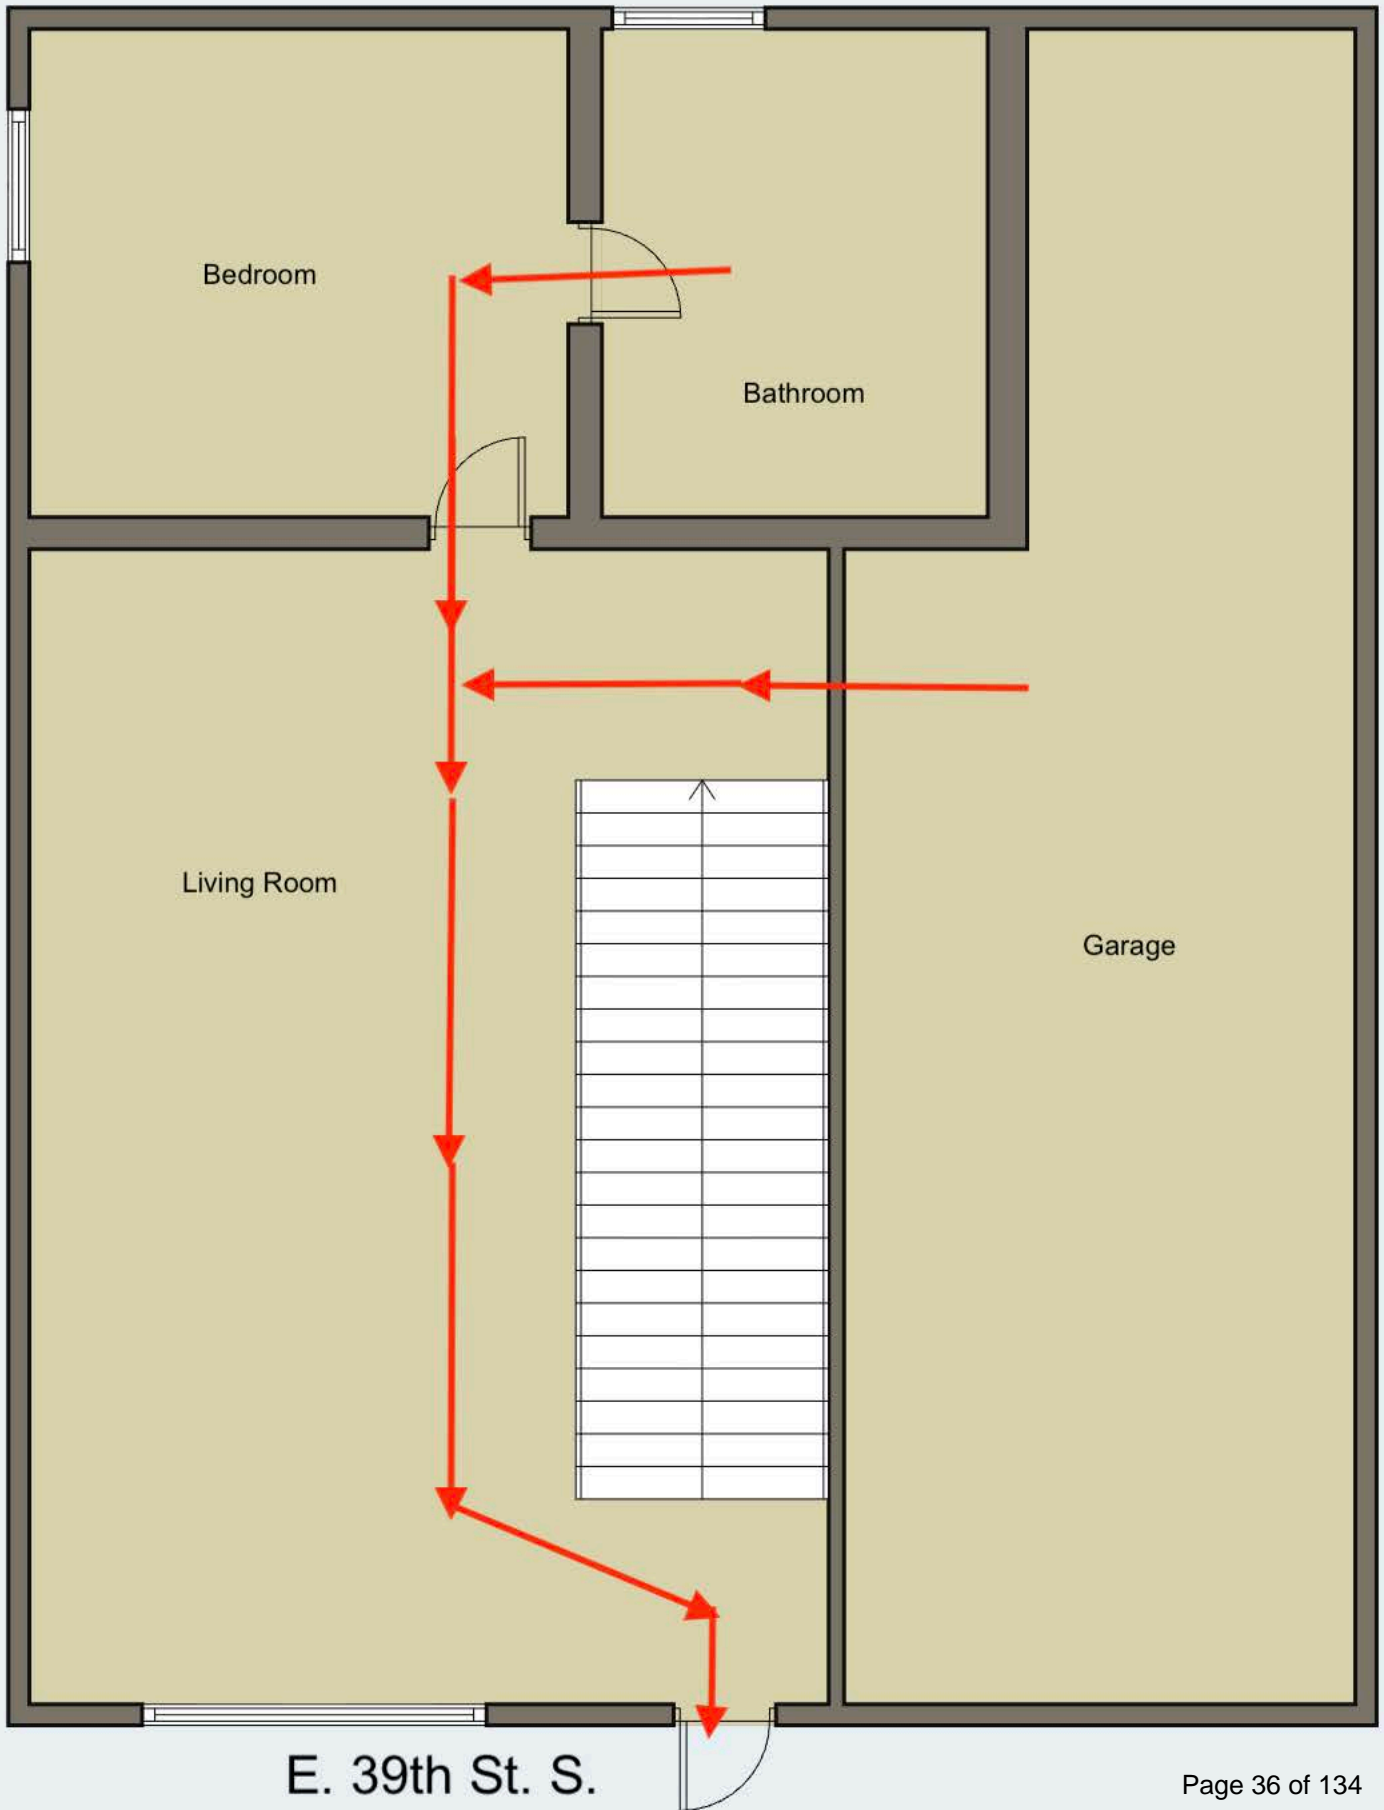 Bedroom
Bathroom
Living Room
Garage
E. 39th St. S.
Page 36 of 134